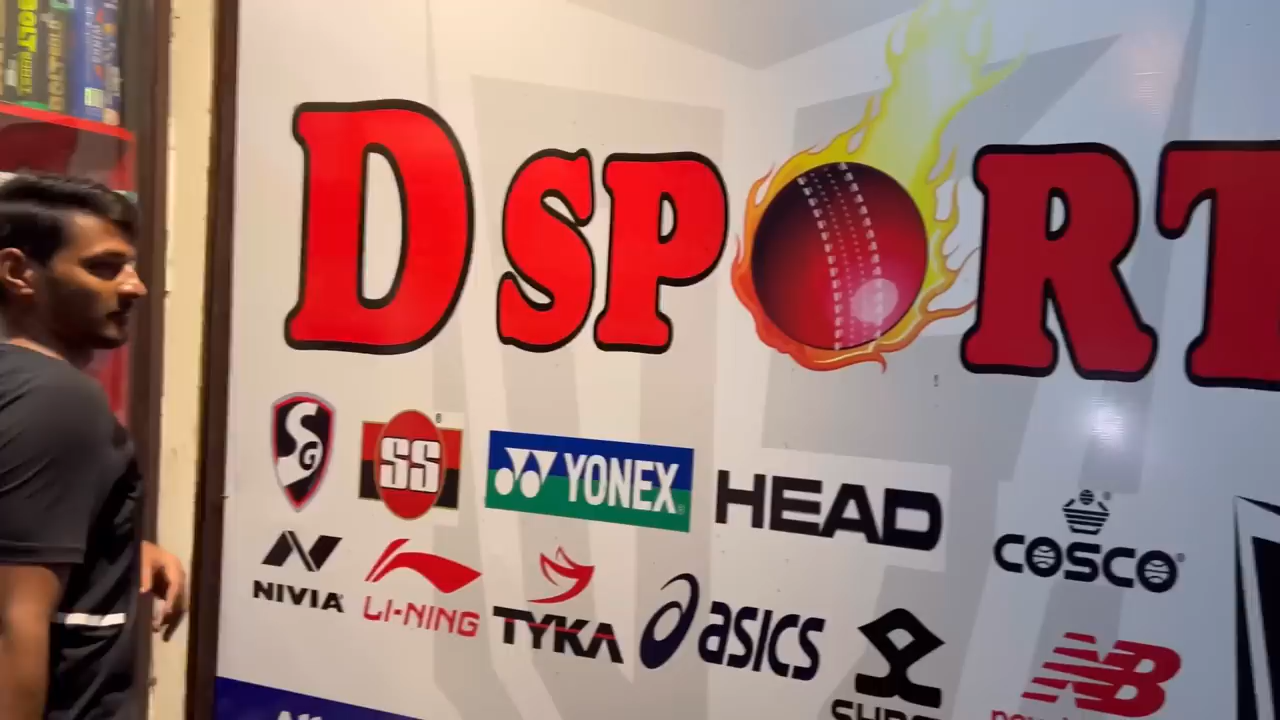 D SPORT
SG SS YONEX HEAD COSCO
NIVIA LI-NING TYKA asics NB